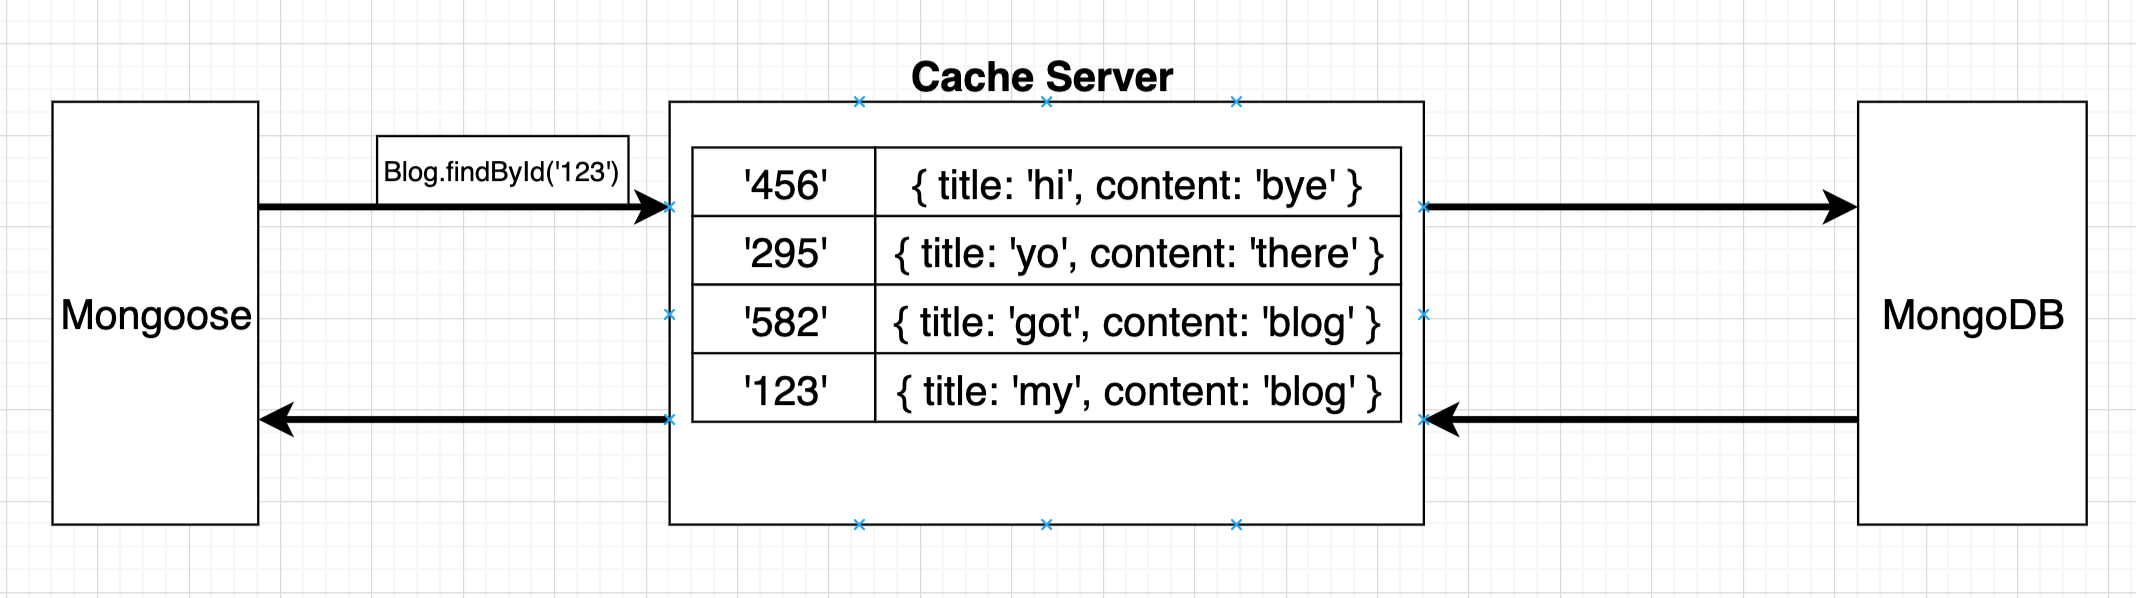 Cache Server
Mongoose
Blog.findById('123')
'456' { title: 'hi', content: 'bye' }
'295' { title: 'yo', content: 'there' }
'582' { title: 'got', content: 'blog' }
'123' { title: 'my', content: 'blog' }
MongoDB